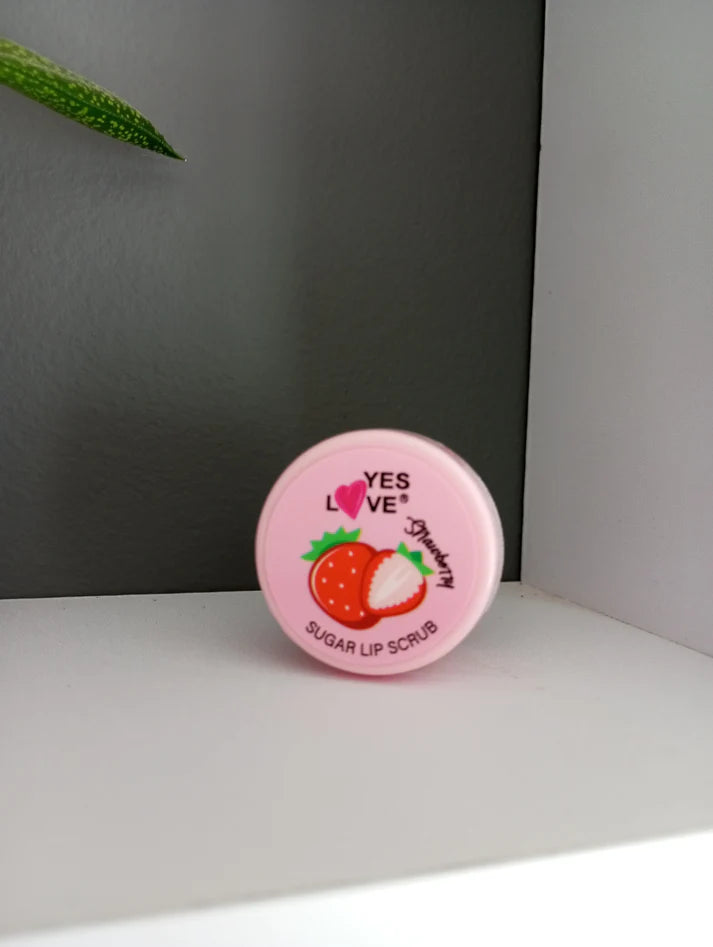 YES
LOVE®
Strawberry
SUGAR LIP SCRUB